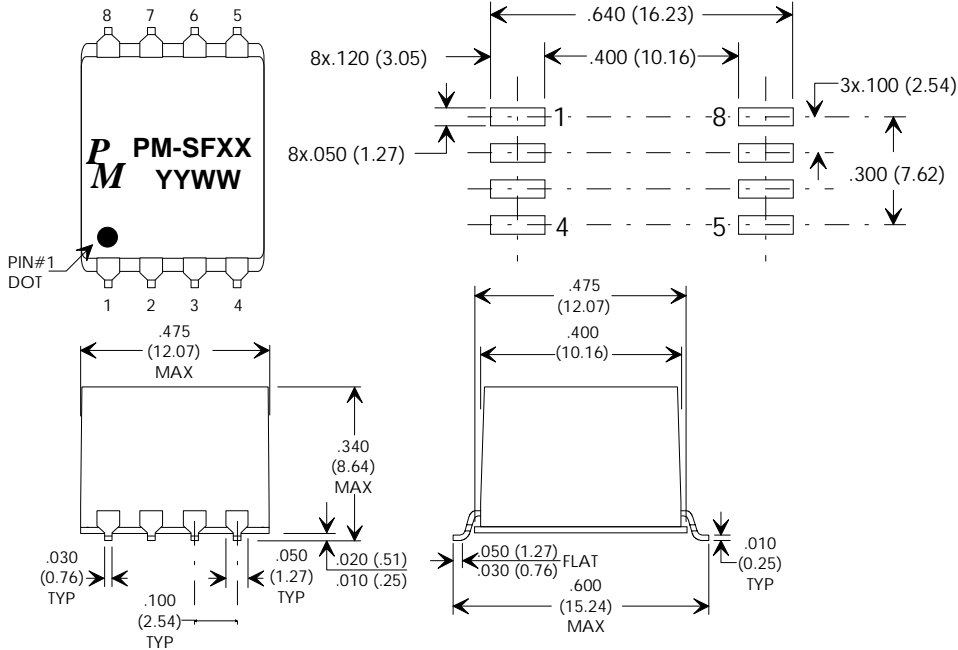 8 7 6 5
P
M
PM-SFXX
YYWW
PIN#1
DOT
1 2 3 4
.640 (16.23)
8x.120 (3.05)
.400 (10.16)
3x.100 (2.54)
1
8
8x.050 (1.27)
.300 (7.62)
4
5
.475
(12.07)
MAX
.340
(8.64)
MAX
.030
(0.76)
TYP
.100
(2.54)
TYP
.050
(1.27)
TYP
.020 (.51)
.010 (.25)
.475
(12.07)
.400
(10.16)
.050 (1.27)
.030 (0.76)
FLAT
.600
(15.24)
MAX
.010
(0.25)
TYP